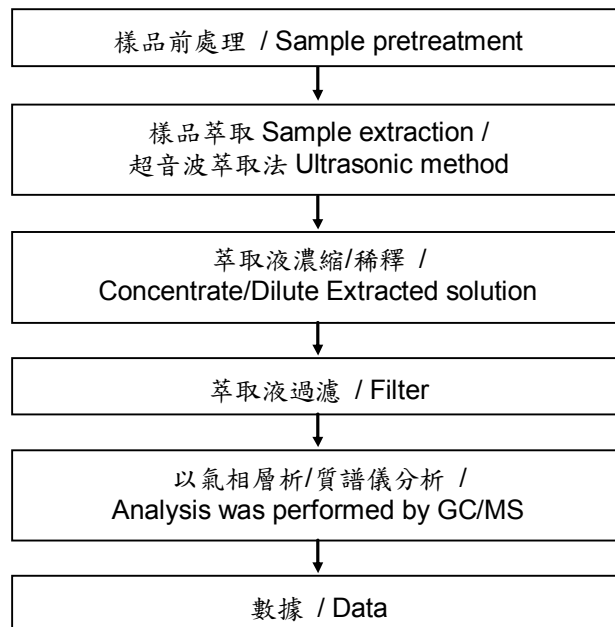 樣品前處理 / Sample pretreatment
樣品萃取 Sample extraction /
超音波萃取法 Ultrasonic method
萃取液濃縮/稀釋 /
Concentrate/Dilute Extracted solution
萃取液過濾 / Filter
以氣相層析/質譜儀分析 /
Analysis was performed by GC/MS
數據 / Data